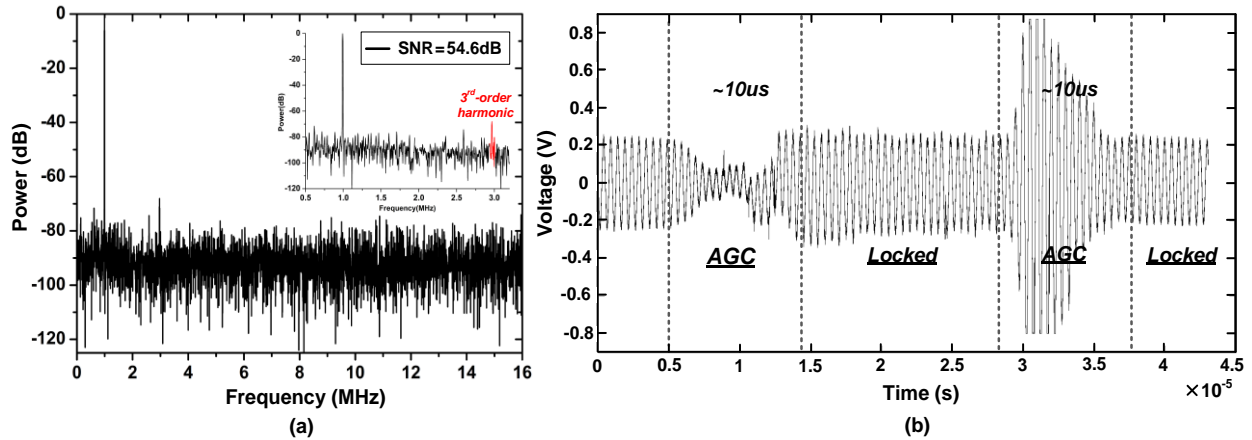 0
-20
-40
-60
-80
-100
-120
Power (dB)
0 2 4 6 8 10 12 14 16
Frequency (MHz)
(a)
0
-20
-40
-60
-80
-100
-120
Power(dB)
0.5 1.0 1.5 2.0 2.5 3.0
Frequency(MHz)
SNR=54.6dB
3rd-order
harmonic
0.8
0.6
0.4
0.2
0
-0.2
-0.4
-0.6
-0.8
Voltage (V)
~10us
~10us
AGC
Locked
AGC
Locked
0 0.5 1 1.5 2 2.5 3 3.5 4 4.5
×10-5
Time (s)
(b)